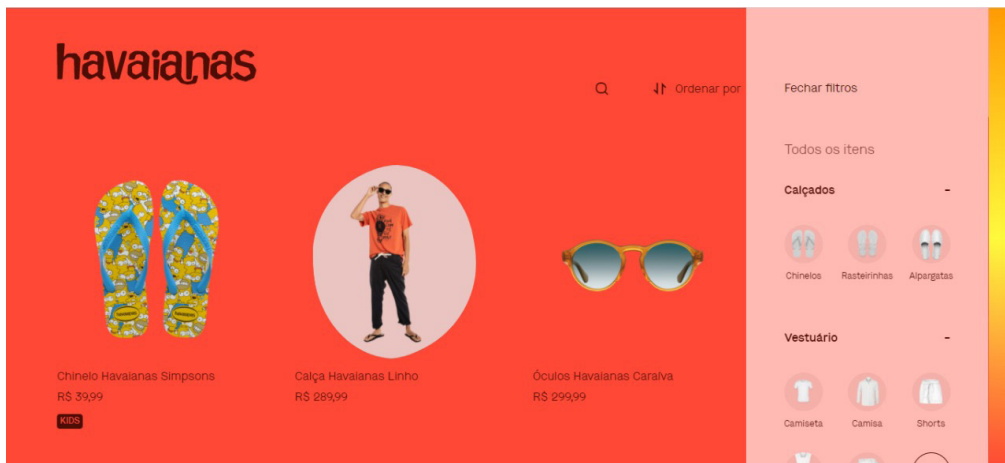 havaianas
Ordenar por
Fechar filtros
Todos os itens
Calçados -
Chinelos Rasteirinhas Alpargatas
Vestuário -
Camiseta Camisa Shorts
Chinelo Havaianas Simpsons
R$ 39,99
KIDS
Calça Havaianas Linho
R$ 289,99
Óculos Havaianas Caraíva
R$ 299,99